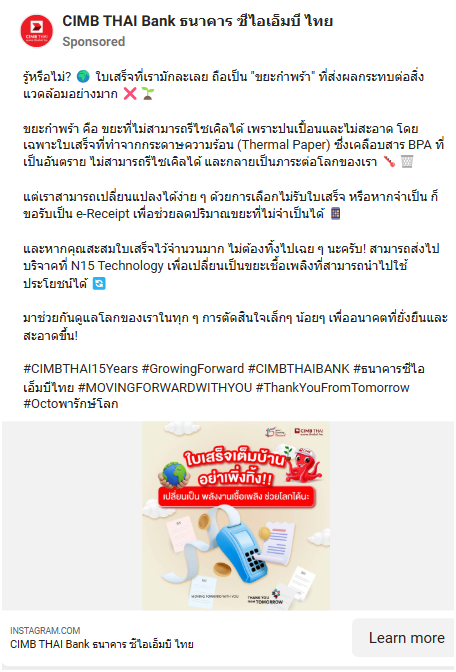 CIMB THAI Bank ธนาคาร ซีไอเอ็มบี ไทย
Sponsored
รู้หรือไม่? 🌍 ใบเสร็จที่เรามักละเลย ถือเป็น "ขยะกำพร้า" ที่ส่งผลกระทบต่อสิ่ง
แวดล้อมอย่างมาก ❌ 🌱
ขยะกำพร้า คือ ขยะที่ไม่สามารถรีไซเคิลได้ เพราะปนเปื้อนและไม่สะอาด โดย
เฉพาะใบเสร็จที่ทำจากกระดาษความร้อน (Thermal Paper) ซึ่งเคลือบสาร BPA ที่
เป็นอันตราย ไม่สามารถรีไซเคิลได้ และกลายเป็นภาระต่อโลกของเรา
แต่เราสามารถเปลี่ยนแปลงได้ง่าย ๆ ด้วยการเลือกไม่รับใบเสร็จ หรือหากจำเป็น ก็
ขอรับเป็น e-Receipt เพื่อช่วยลดปริมาณขยะที่ไม่จำเป็นได้
และหากคุณสะสมใบเสร็จไว้จำนวนมาก ไม่ต้องทิ้งไปเฉย ๆ นะครับ! สามารถส่งไป
บริจาคที่ N15 Technology เพื่อเปลี่ยนเป็นขยะเชื้อเพลิงที่สามารถนำไปใช้
ประโยชน์ได้ 🔄
มาช่วยกันดูแลโลกของเราในทุก ๆ การตัดสินใจเล็กๆ น้อยๆ เพื่ออนาคตที่ยั่งยืนและ
สะอาดขึ้น!
#CIMBTHAI15Years #GrowingForward #CIMBTHAIBANK #ธนาคารซีไอ
เอ็มบีไทย #MOVINGFORWARDWITHYOU #ThankYouFromTomorrow
#Octoพารักษ์โลก
CIMB THAI
ใบเสร็จเต็มบ้าน
อย่าเพิ่งทิ้ง!!
เปลี่ยนเป็น พลังงานเชื้อเพลิง ช่วยโลกได้นะ
MOVING FORWARD WITH YOU
THANK YOU
FROM TOMORROW
INSTAGRAM.COM
CIMB THAI Bank ธนาคาร ซีไอเอ็มบี ไทย
Learn more